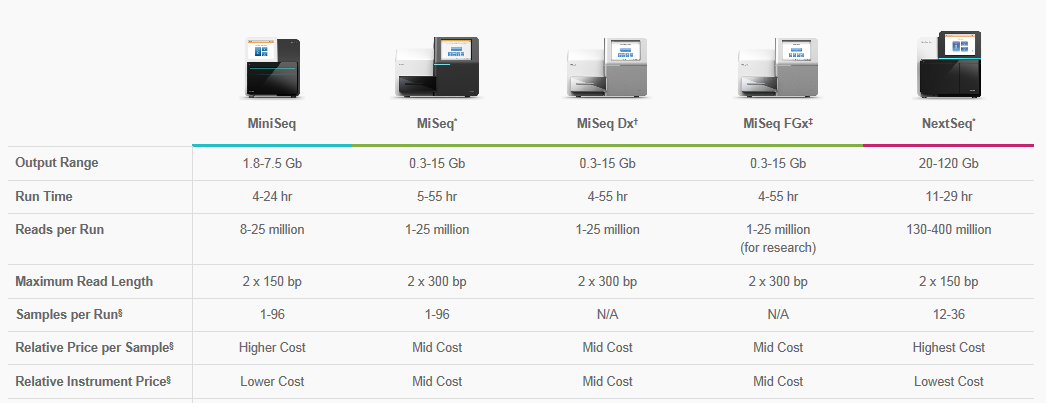 MiniSeq MiSeq* MiSeq Dx† MiSeq FGx‡ NextSeq*
Output Range 1.8-7.5 Gb 0.3-15 Gb 0.3-15 Gb 0.3-15 Gb 20-120 Gb
Run Time 4-24 hr 5-55 hr 4-55 hr 4-55 hr 11-29 hr
Reads per Run 8-25 million 1-25 million 1-25 million 1-25 million 130-400 million
(for research)
Maximum Read Length 2 x 150 bp 2 x 300 bp 2 x 300 bp 2 x 300 bp 2 x 150 bp
Samples per Run§ 1-96 1-96 N/A N/A 12-36
Relative Price per Sample§ Higher Cost Mid Cost Mid Cost Mid Cost Highest Cost
Relative Instrument Price§ Lower Cost Mid Cost Mid Cost Mid Cost Lowest Cost